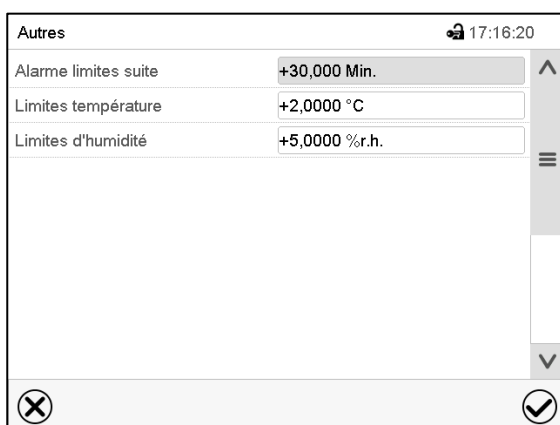 Autres 17:16:20
Alarme limites suite +30,000 Min.
Limites température +2,0000 °C
Limites d'humidité +5,0000 %r.h.